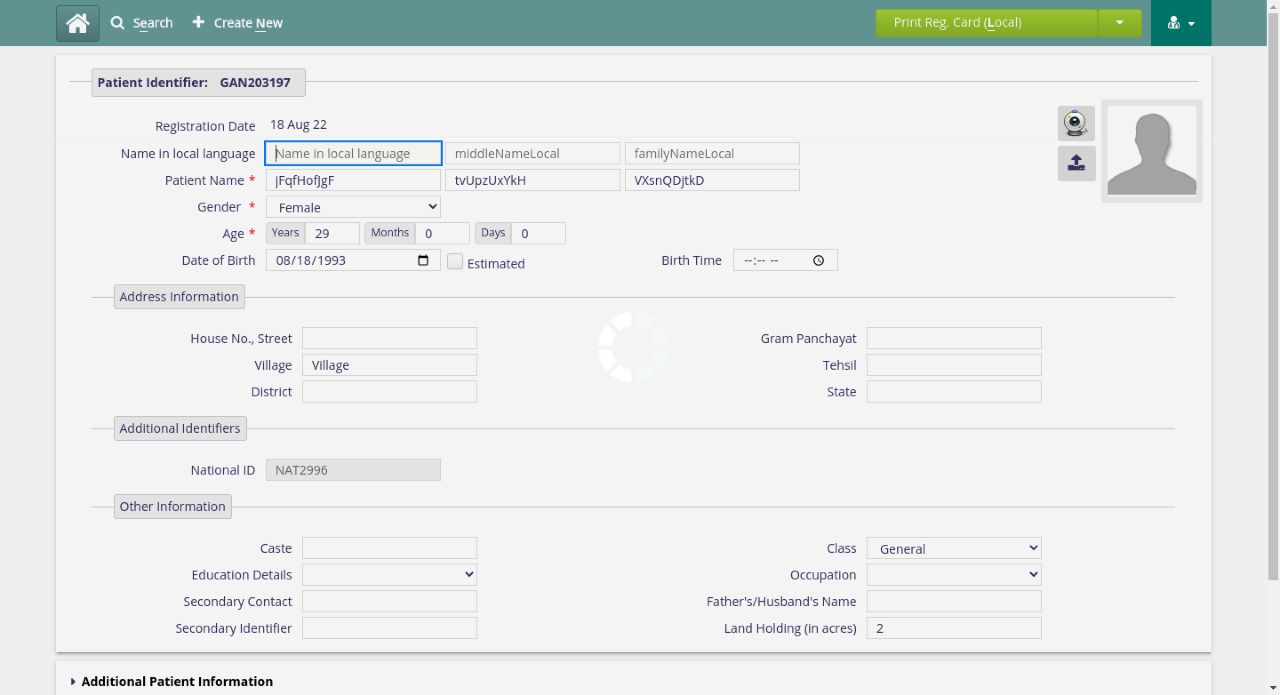 Search Create New Print Reg. Card (Local)
Patient Identifier: GAN203197
Registration Date 18 Aug 22
Name in local language Name in local language middleNameLocal familyNameLocal
Patient Name * jFqfHofJgF tvUpzUxYkH VXsnQDjtkD
Gender * Female
Age * Years 29 Months 0 Days 0
Date of Birth 08/18/1993 Estimated Birth Time --:-- --
Address Information
House No., Street Gram Panchayat
Village Village Tehsil
District State
Additional Identifiers
National ID NAT2996
Other Information
Caste Class General
Education Details Occupation
Secondary Contact Father's/Husband's Name
Secondary Identifier Land Holding (in acres) 2
Additional Patient Information